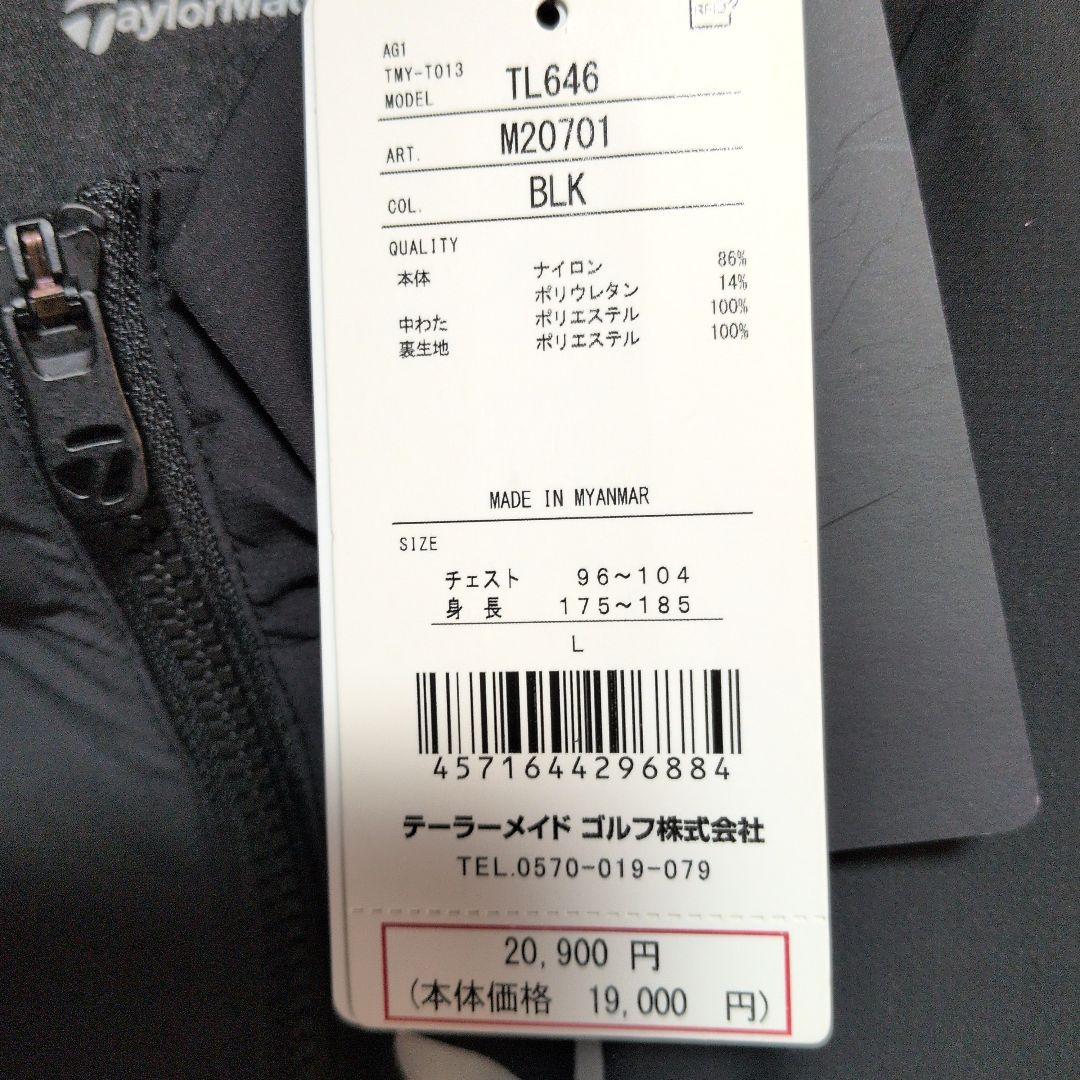 TaylorMade
AG1
TMY-T013
MODEL TL646
ART. M20701
COL. BLK
QUALITY
本体 ナイロン 86%
ポリウレタン 14%
中わた ポリエステル 100%
裏生地 ポリエステル 100%
MADE IN MYANMAR
SIZE
チェスト 96~104
身長 175~185
L
4571644296884
テーラーメイド ゴルフ株式会社
TEL.0570-019-079
20,900 円
(本体価格 19,000 円)